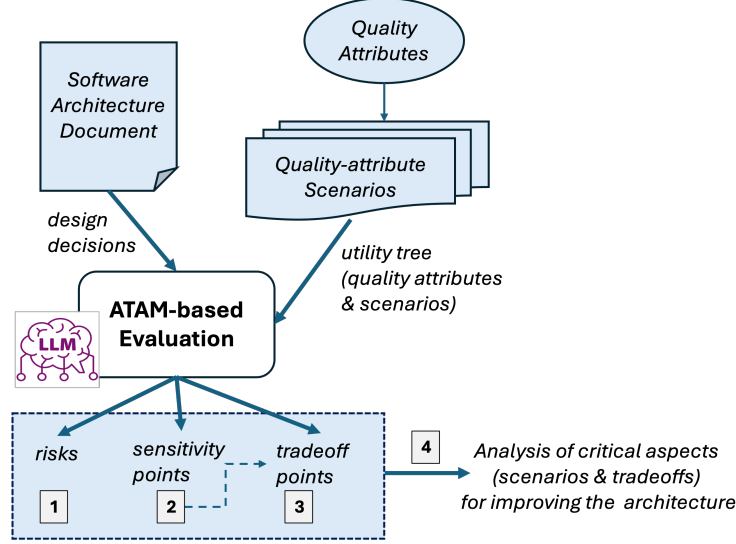 Quality
Attributes
Software
Architecture
Document
Quality-attribute
Scenarios
design
decisions
utility tree
(quality attributes
& scenarios)
ATAM-based
Evaluation
LLM
risks
sensitivity
points
tradeoff
points
1
2
3
4
Analysis of critical aspects
(scenarios & tradeoffs)
for improving the architecture